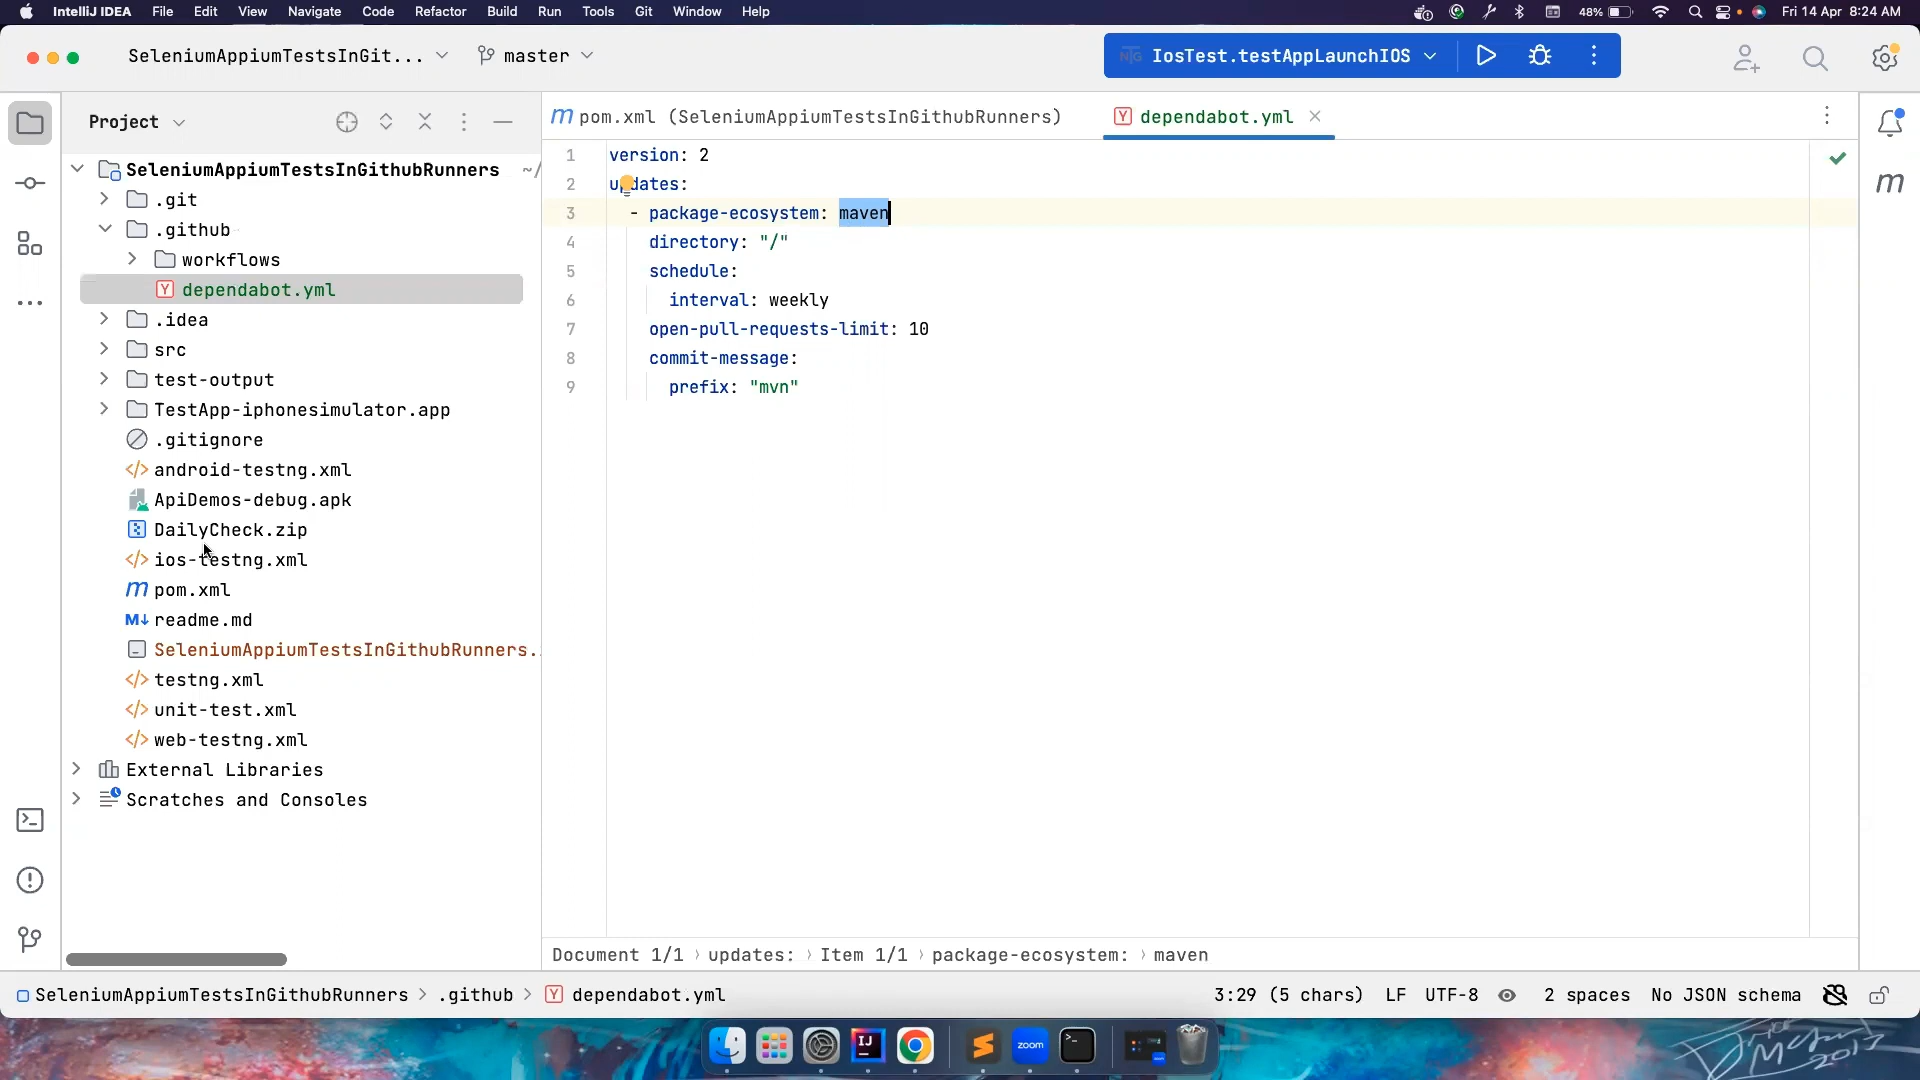 IntelliJ IDEA File Edit View Navigate Code Refactor Build Run Tools Git Window Help 48% Fri 14 Apr 8:24 AM
SeleniumAppiumTestsInGit... master IosTest.testAppLaunchIOS
Project
pom.xml (SeleniumAppiumTestsInGithubRunners) dependabot.yml
SeleniumAppiumTestsInGithubRunners ~/
.git
.github
workflows
dependabot.yml
.idea
src
test-output
TestApp-iphonesimulator.app
.gitignore
android-testng.xml
ApiDemos-debug.apk
DailyCheck.zip
ios-testng.xml
pom.xml
readme.md
SeleniumAppiumTestsInGithubRunners.
testng.xml
unit-test.xml
web-testng.xml
External Libraries
Scratches and Consoles
1 version: 2
2 updates:
3 - package-ecosystem: maven
4 directory: "/"
5 schedule:
6 interval: weekly
7 open-pull-requests-limit: 10
8 commit-message:
9 prefix: "mvn"
Document 1/1 › updates: › Item 1/1 › package-ecosystem: › maven
SeleniumAppiumTestsInGithubRunners › .github › dependabot.yml 3:29 (5 chars) LF UTF-8 2 spaces No JSON schema
zoom
2017